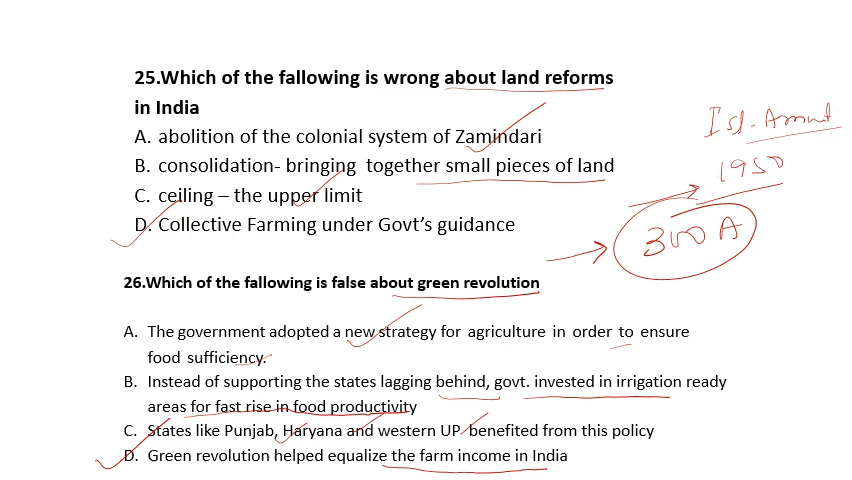 25.Which of the fallowing is wrong about land reforms
in India
A. abolition of the colonial system of Zamindari
B. consolidation- bringing together small pieces of land
C. ceiling – the upper limit
D. Collective Farming under Govt's guidance
Ist Amnt
1950
300 A
26.Which of the fallowing is false about green revolution
A. The government adopted a new strategy for agriculture in order to ensure
food sufficiency.
B. Instead of supporting the states lagging behind, govt. invested in irrigation ready
areas for fast rise in food productivity
C. States like Punjab, Haryana and western UP benefited from this policy
D. Green revolution helped equalize the farm income in India